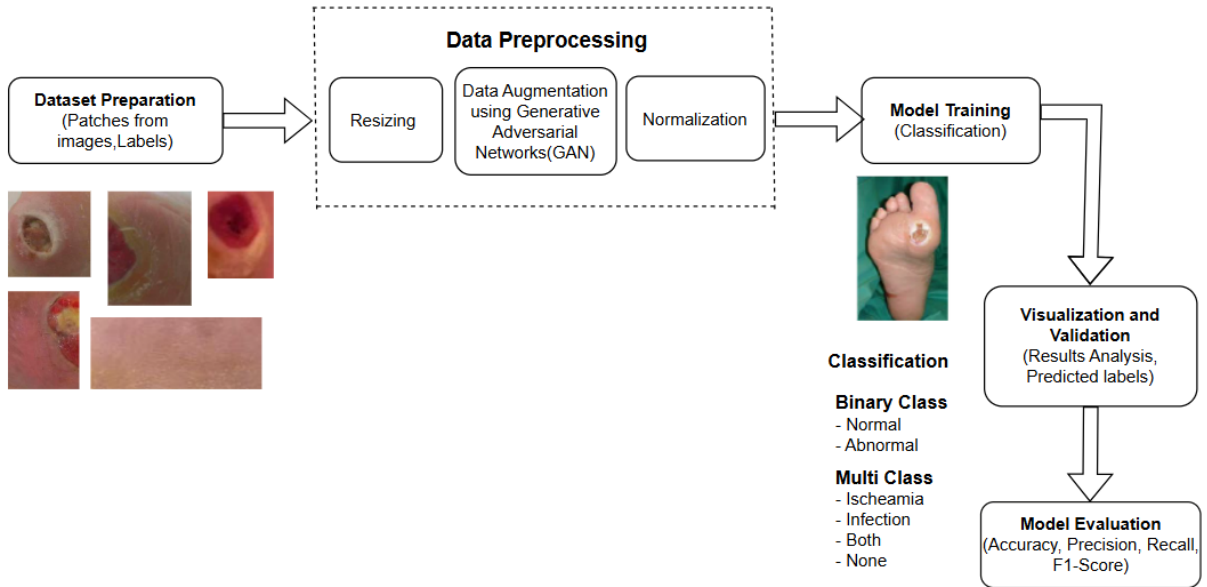 Data Preprocessing
Dataset Preparation
(Patches from
images,Labels)
Resizing
Data Augmentation
using Generative
Adversarial
Networks(GAN)
Normalization
Model Training
(Classification)
Visualization and
Validation
(Results Analysis,
Predicted labels)
Classification
Binary Class
- Normal
- Abnormal
Multi Class
- Ischeamia
- Infection
- Both
- None
Model Evaluation
(Accuracy, Precision, Recall,
F1-Score)